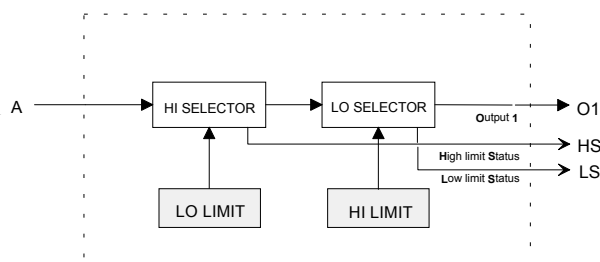 A
HI SELECTOR
LO SELECTOR
Output 1
O1
High limit Status
HS
Low limit Status
LS
LO LIMIT
HI LIMIT